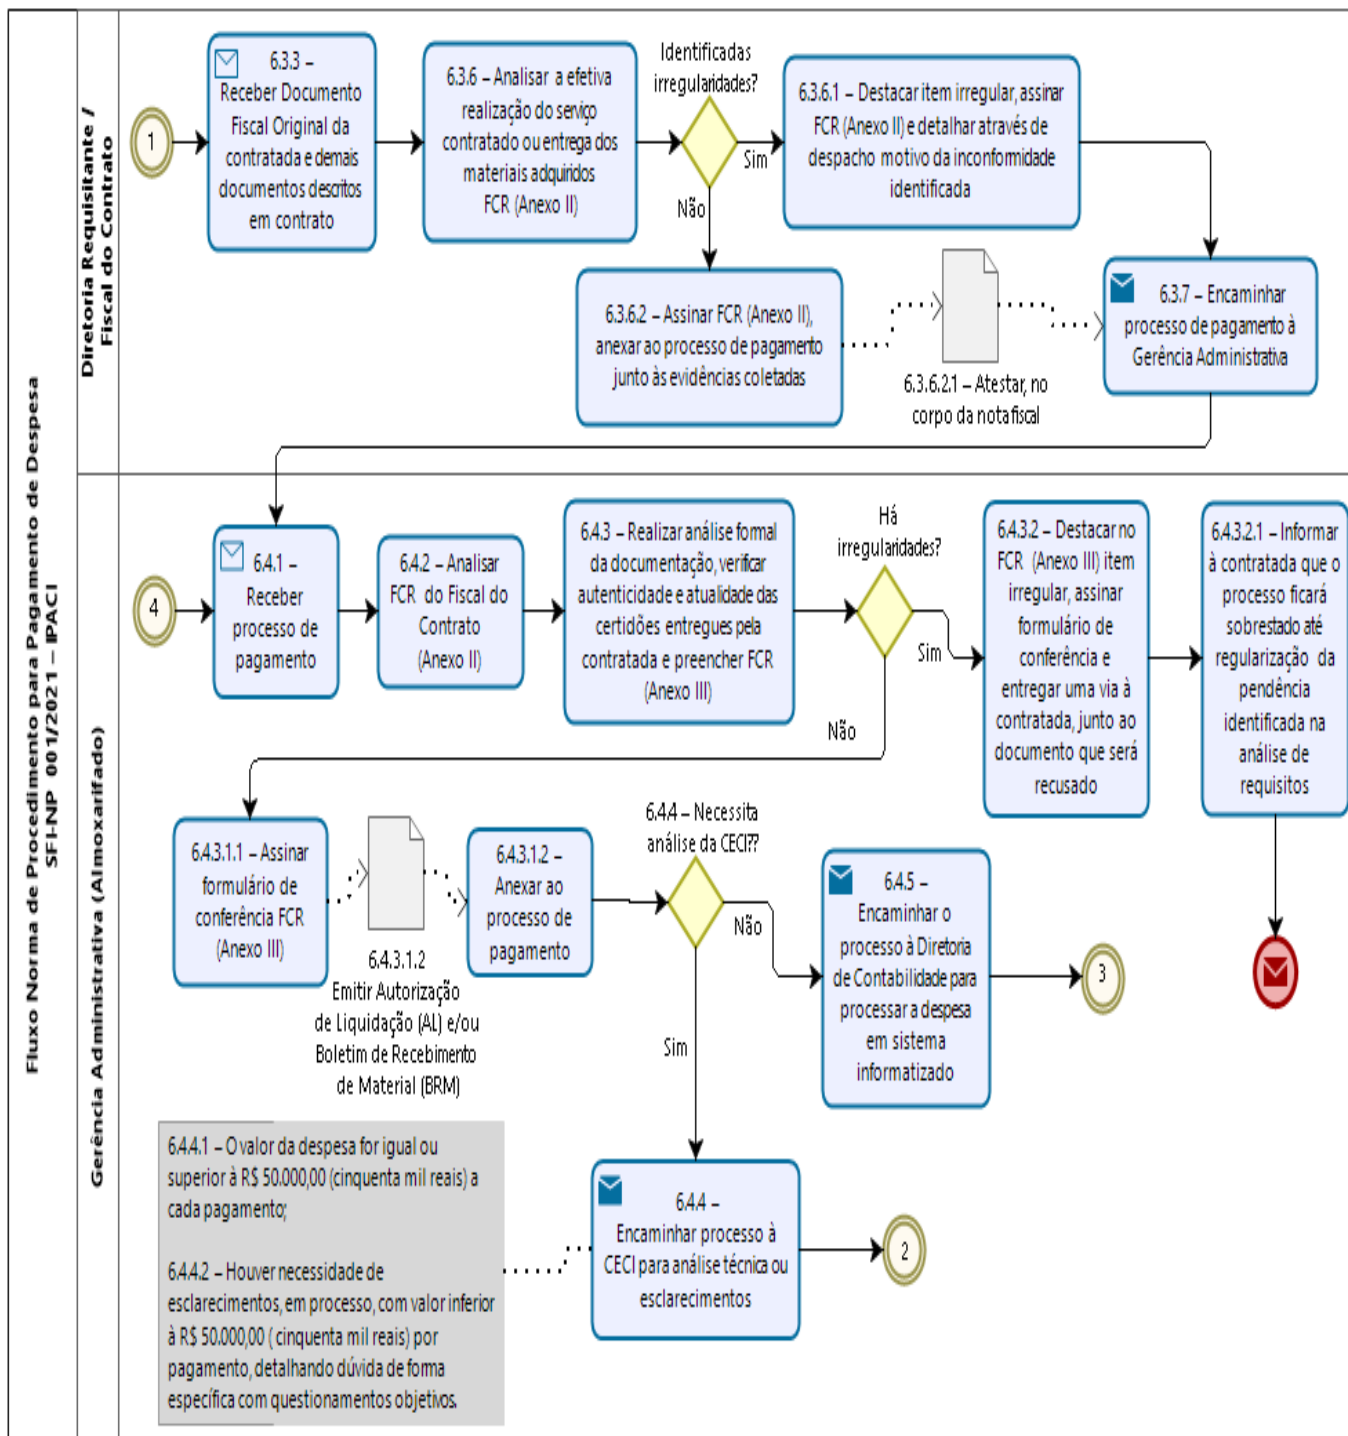 Fluxo Norma de Procedimento para Pagamento de Despesa
SFI-NP 001/2021 – IPACI
Diretoria Requisitante /
Fiscal do Contrato
1
6.3.3 –
Receber Documento
Fiscal Original da
contratada e demais
documentos descritos
em contrato
6.3.6 – Analisar a efetiva
realização do serviço
contratado ou entrega dos
materiais adquiridos
FCR (Anexo II)
Identificadas
irregularidades?
Sim
Não
6.3.6.1 – Destacar item irregular, assinar
FCR (Anexo II) e detalhar através de
despacho motivo da inconformidade
identificada
6.3.6.2 – Assinar FCR (Anexo II),
anexar ao processo de pagamento
junto às evidências coletadas
6.3.6.2.1 – Atestar, no
corpo da nota fiscal
6.3.7 – Encaminhar
processo de pagamento à
Gerência Administrativa
Gerência Administrativa (Almoxarifado)
4
6.4.1 –
Receber
processo de
pagamento
6.4.2 – Analisar
FCR do Fiscal do
Contrato
(Anexo II)
6.4.3 – Realizar análise formal
da documentação, verificar
autenticidade e atualidade das
certidões entregues pela
contratada e preencher FCR
(Anexo III)
Há
irregularidades?
Sim
Não
6.4.3.2 – Destacar no
FCR (Anexo III) item
irregular, assinar
formulário de
conferência e
entregar uma via à
contratada, junto ao
documento que será
recusado
6.4.3.2.1 – Informar
à contratada que o
processo ficará
sobrestado até
regularização da
pendência
identificada na
análise de
requisitos
6.4.3.1.1 – Assinar
formulário de
conferência FCR
(Anexo III)
6.4.3.1.2
Emitir Autorização
de Liquidação (AL) e/ou
Boletim de Recebimento
de Material (BRM)
6.4.3.1.2 –
Anexar ao
processo de
pagamento
6.4.4 – Necessita
análise da CECI??
Não
Sim
6.4.5 –
Encaminhar o
processo à Diretoria
de Contabilidade para
processar a despesa
em sistema
informatizado
3
6.4.4.1 – O valor da despesa for igual ou
superior à R$ 50.000,00 (cinquenta mil reais) a
cada pagamento;
6.4.4.2 – Houver necessidade de
esclarecimentos, em processo, com valor inferior
à R$ 50.000,00 ( cinquenta mil reais) por
pagamento, detalhando dúvida de forma
específica com questionamentos objetivos.
6.4.4 –
Encaminhar processo à
CECI para análise técnica ou
esclarecimentos
2